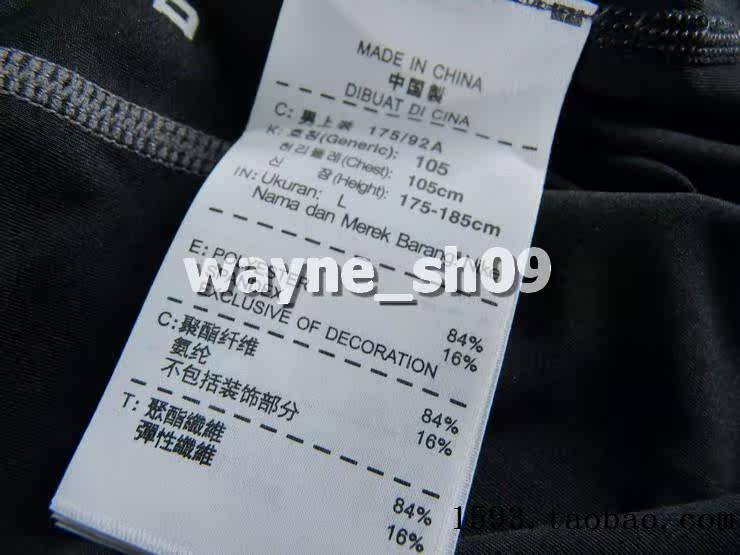 MADE IN CHINA
中国製
DIBUAT DI CINA
C: 男上装 175/92A
K: 호칭(Generic): 105
허리둘레(Chest): 105cm
신 장(Height): 175-185cm
IN: Ukuran: L
Nama dan Merek Barang: Nike
wayne_sh09
E: POLYESTER 84%
SPANDEX 16%
EXCLUSIVE OF DECORATION
C: 聚酯纤维 84%
氨纶 16%
不包括装饰部分
T: 聚酯纖維 84%
彈性纖維 16%
1593.taobao.com